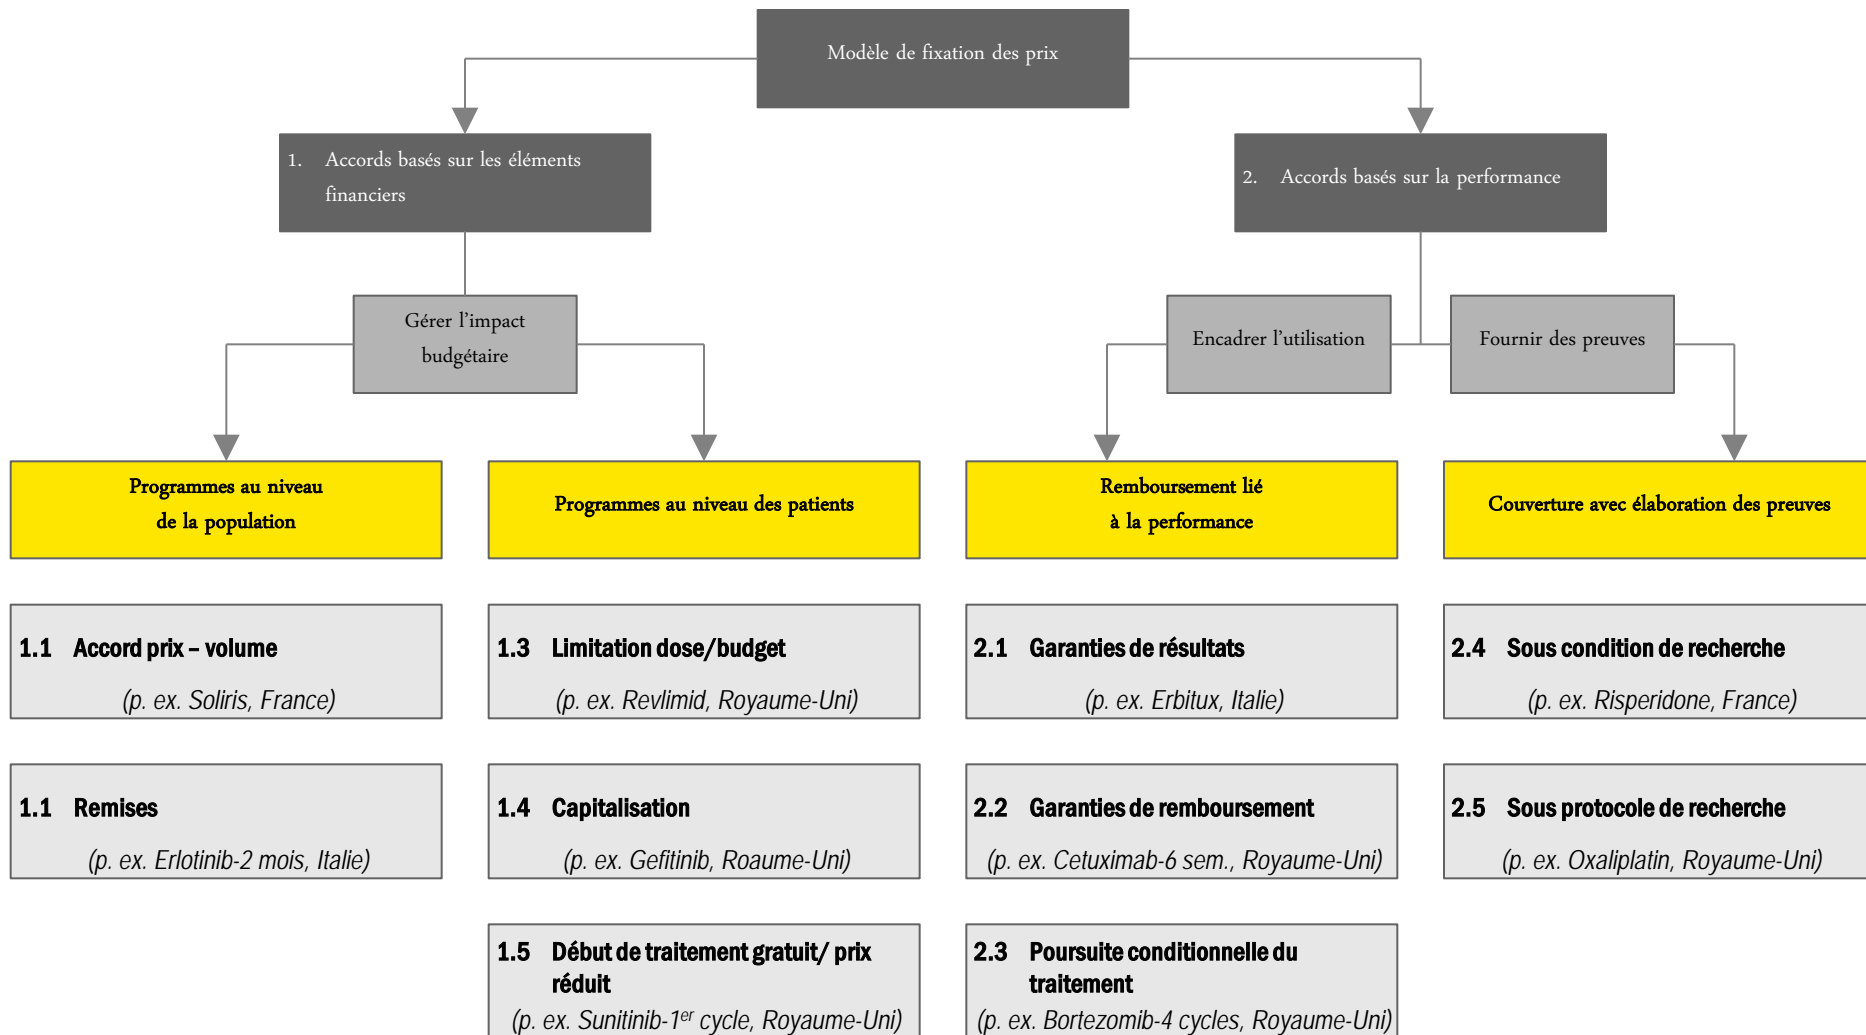 Modèle de fixation des prix
1. Accords basés sur les éléments
financiers
2. Accords basés sur la performance
Gérer l'impact
budgétaire
Encadrer l'utilisation
Fournir des preuves
Programmes au niveau
de la population
Programmes au niveau des patients
Remboursement lié
à la performance
Couverture avec élaboration des preuves
1.1 Accord prix – volume
(p. ex. Soliris, France)
1.3 Limitation dose/budget
(p. ex. Revlimid, Royaume-Uni)
2.1 Garanties de résultats
(p. ex. Erbitux, Italie)
2.4 Sous condition de recherche
(p. ex. Risperidone, France)
1.1 Remises
(p. ex. Erlotinib-2 mois, Italie)
1.4 Capitalisation
(p. ex. Gefitinib, Roaume-Uni)
2.2 Garanties de remboursement
(p. ex. Cetuximab-6 sem., Royaume-Uni)
2.5 Sous protocole de recherche
(p. ex. Oxaliplatin, Royaume-Uni)
1.5 Début de traitement gratuit/ prix
réduit
(p. ex. Sunitinib-1er cycle, Royaume-Uni)
2.3 Poursuite conditionnelle du
traitement
(p. ex. Bortezomib-4 cycles, Royaume-Uni)